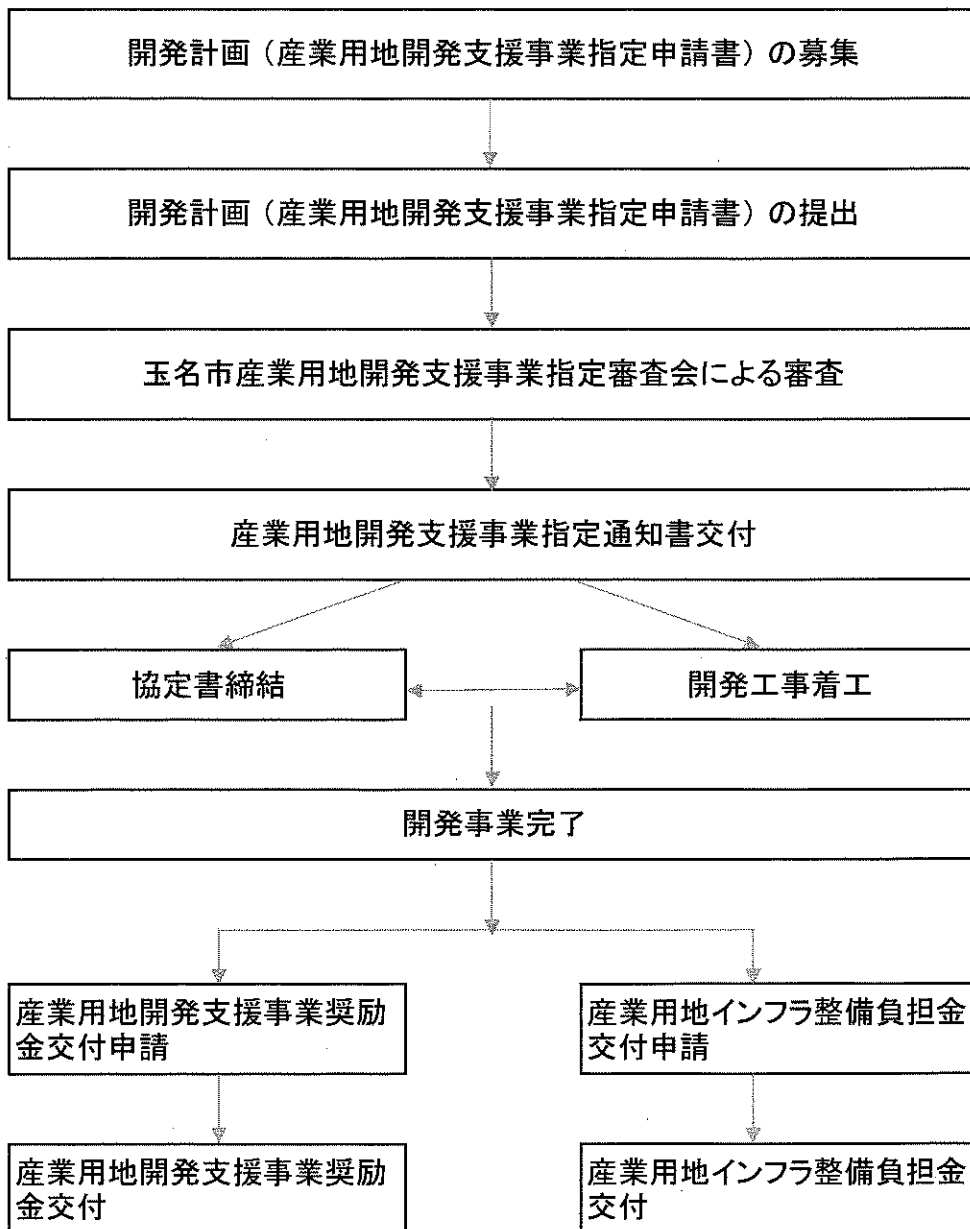 開発計画（産業用地開発支援事業指定申請書）の募集
開発計画（産業用地開発支援事業指定申請書）の提出
玉名市産業用地開発支援事業指定審査会による審査
産業用地開発支援事業指定通知書交付
協定書締結
開発工事着工
開発事業完了
産業用地開発支援事業奨励
金交付申請
産業用地インフラ整備負担金
交付申請
産業用地開発支援事業奨励
金交付
産業用地インフラ整備負担金
交付